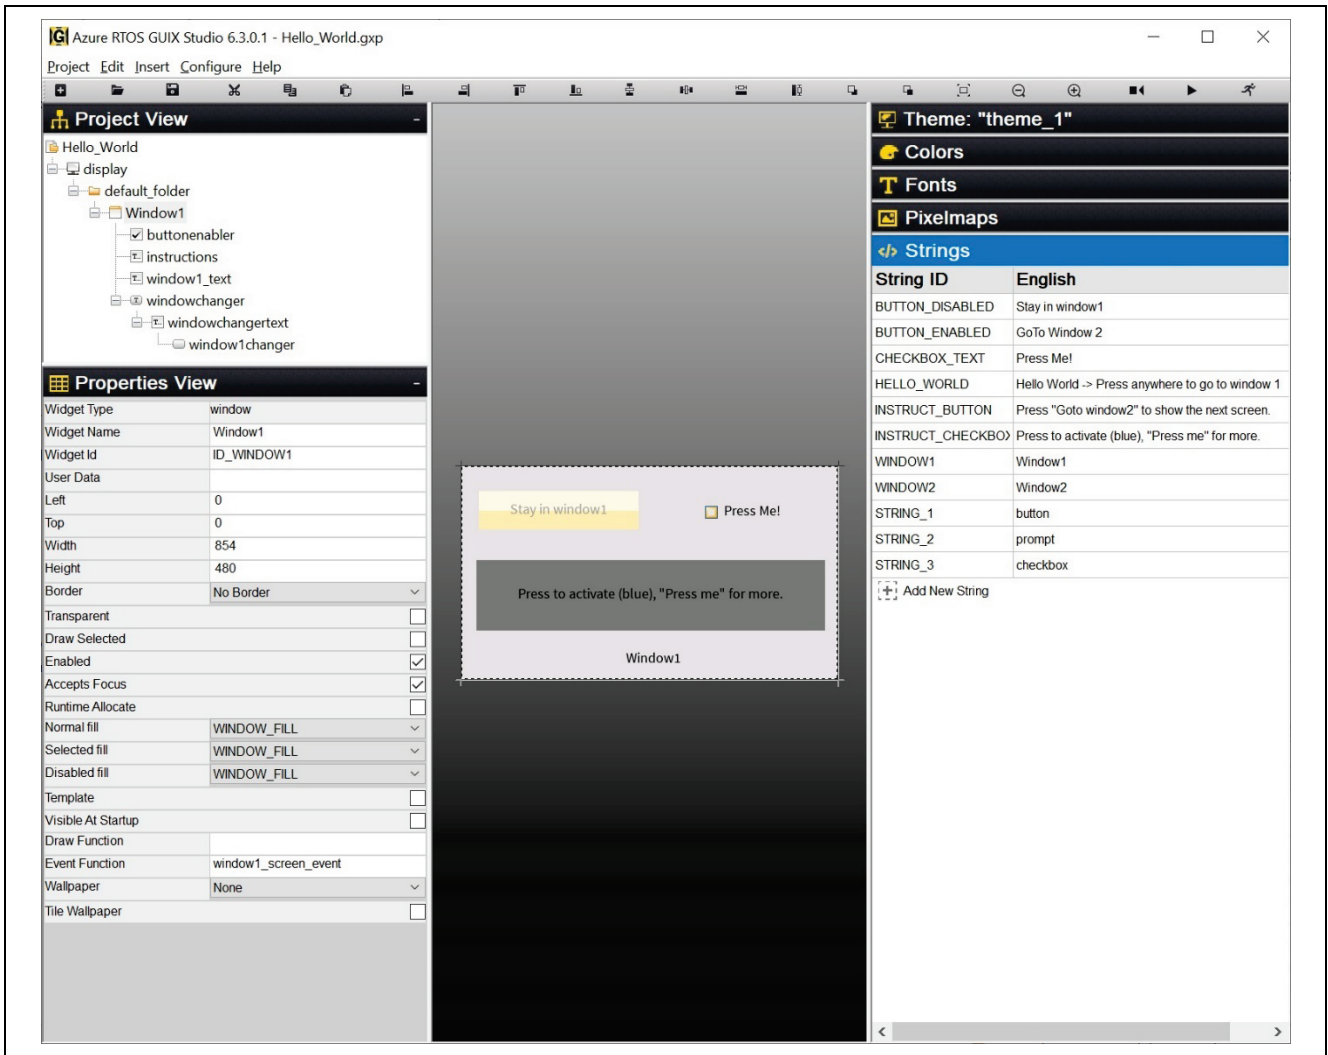 Azure RTOS GUIX Studio 6.3.0.1 - Hello_World.gxp
Project Edit Insert Configure Help
Project View
Hello_World
display
default_folder
Window1
buttonenabler
instructions
window1_text
windowchanger
windowchangertext
window1changer
Properties View
Widget Type window
Widget Name Window1
Widget Id ID_WINDOW1
User Data
Left 0
Top 0
Width 854
Height 480
Border No Border
Transparent
Draw Selected
Enabled
Accepts Focus
Runtime Allocate
Normal fill WINDOW_FILL
Selected fill WINDOW_FILL
Disabled fill WINDOW_FILL
Template
Visible At Startup
Draw Function
Event Function window1_screen_event
Wallpaper None
Tile Wallpaper
Stay in window1 Press Me!
Press to activate (blue), "Press me" for more.
Window1
Theme: "theme_1"
Colors
Fonts
Pixelmaps
Strings
String ID English
BUTTON_DISABLED Stay in window1
BUTTON_ENABLED GoTo Window 2
CHECKBOX_TEXT Press Me!
HELLO_WORLD Hello World -> Press anywhere to go to window 1
INSTRUCT_BUTTON Press "Goto window2" to show the next screen.
INSTRUCT_CHECKBOX Press to activate (blue), "Press me" for more.
WINDOW1 Window1
WINDOW2 Window2
STRING_1 button
STRING_2 prompt
STRING_3 checkbox
Add New String